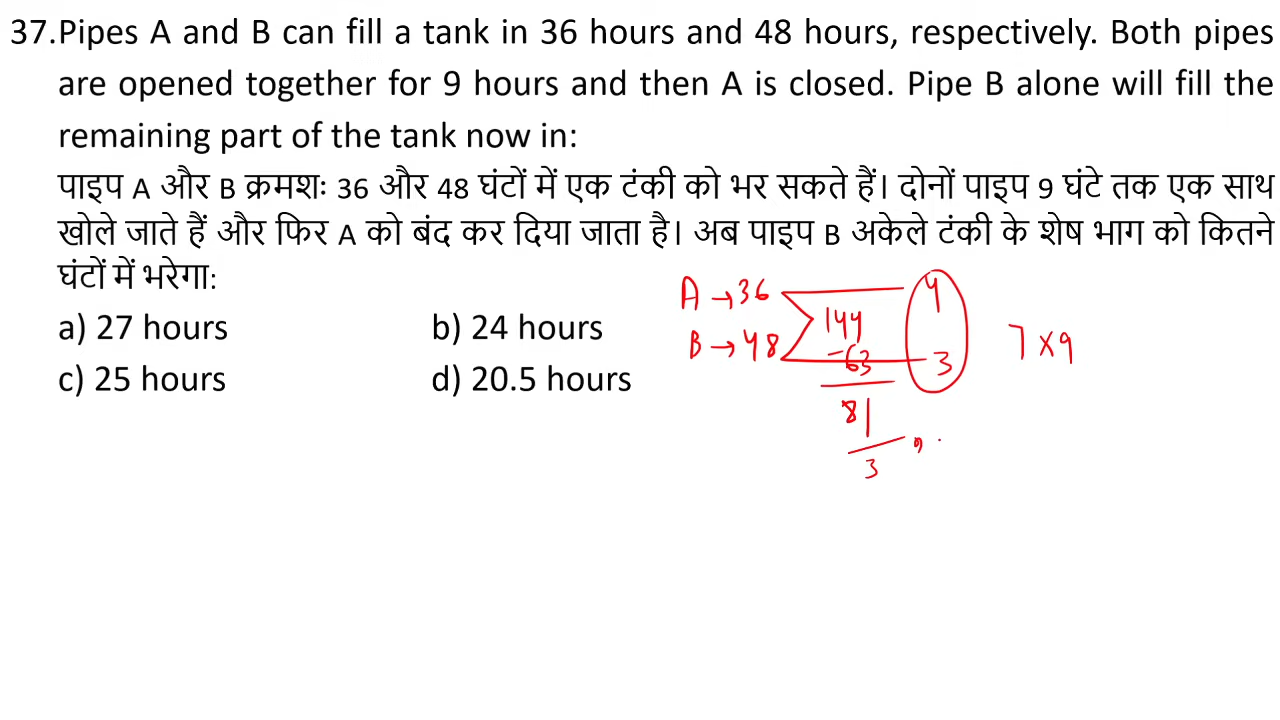 37.Pipes A and B can fill a tank in 36 hours and 48 hours, respectively. Both pipes
are opened together for 9 hours and then A is closed. Pipe B alone will fill the
remaining part of the tank now in:
पाइप A और B क्रमशः 36 और 48 घंटों में एक टंकी को भर सकते हैं। दोनों पाइप 9 घंटे तक एक साथ
खोले जाते हैं और फिर A को बंद कर दिया जाता है। अब पाइप B अकेले टंकी के शेष भाग को कितने
घंटों में भरेगा:
a) 27 hours b) 24 hours
c) 25 hours d) 20.5 hours
A → 36 4
144
B → 48 3 7 × 9
-63
81
3